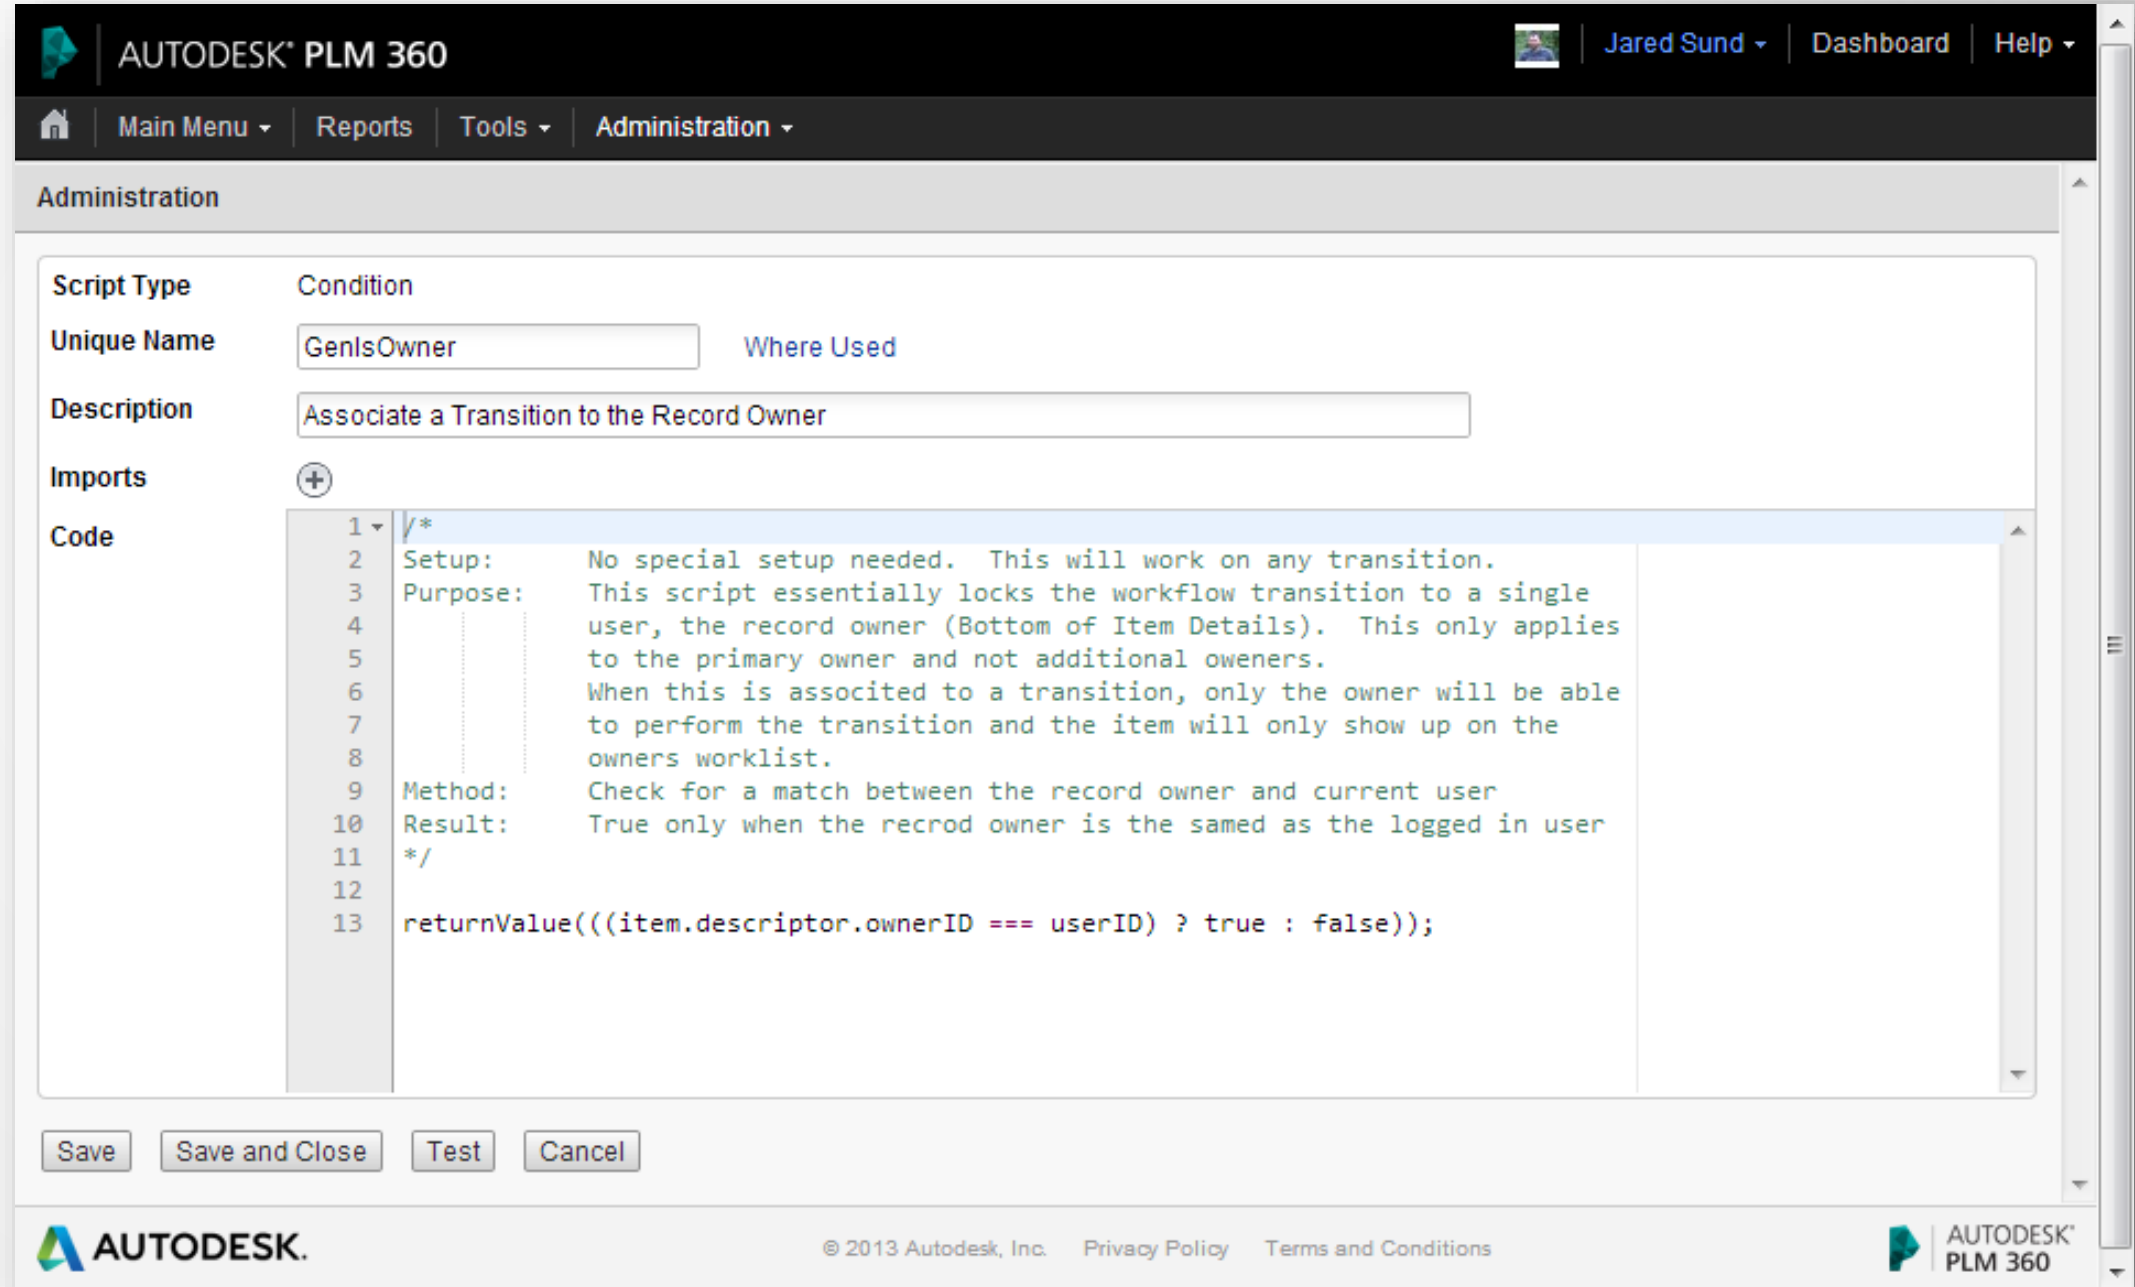 AUTODESK® PLM 360
Jared Sund Dashboard Help
Main Menu Reports Tools Administration
Administration
Script Type Condition
Unique Name GenIsOwner Where Used
Description Associate a Transition to the Record Owner
Imports
Code
1 /*
2 Setup: No special setup needed. This will work on any transition.
3 Purpose: This script essentially locks the workflow transition to a single
4 user, the record owner (Bottom of Item Details). This only applies
5 to the primary owner and not additional oweners.
6 When this is associted to a transition, only the owner will be able
7 to perform the transition and the item will only show up on the
8 owners worklist.
9 Method: Check for a match between the record owner and current user
10 Result: True only when the recrod owner is the samed as the logged in user
11 */
12
13 returnValue(((item.descriptor.ownerID === userID) ? true : false));
Save Save and Close Test Cancel
AUTODESK.
© 2013 Autodesk, Inc. Privacy Policy Terms and Conditions
AUTODESK®
PLM 360